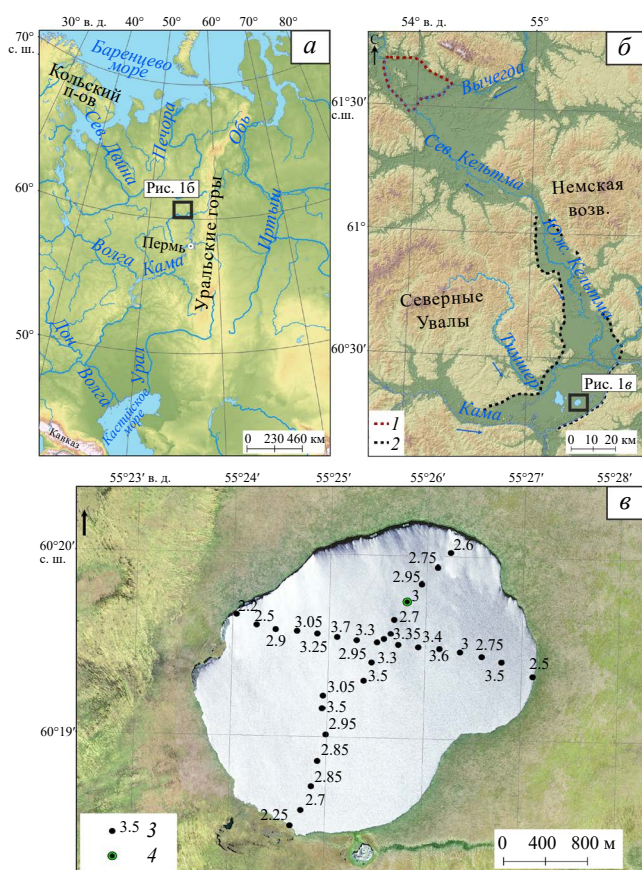 30° в. д. 40° 50° 60° 70° 80°
70°
с. ш.
а
Баренцево
море
Кольский
п-ов
Сев. Двина
Печора
Обь
60°
Рис. 1б
Пермь
Волга
Кама
Уральские горы
Иртыш
50°
Дон
Волга
Урал
Каспийское
море
Кавказ
0 230 460 км
54° в. д. 55°
С
б
61°30′
с.ш.
Вычегда
Сев. Кельтма
Немская
возв.
61°
Юж. Кельтма
Северные
Увалы
60°30′
Тимшер
Рис. 1в
Кама
1
2
0 10 20 км
55°23′ в. д. 55°24′ 55°25′ 55°26′ 55°27′ 55°28′
в
60°20′
с. ш.
2.6
2.75
2.95
3
2.2
2.5
2.9
3.05
3.25
3.7
3.3
2.95
2.7
3.35
3.4
3.6
3
2.75
3.5
2.5
3.3
3.5
3.05
3.5
60°19′
2.95
2.85
2.85
2.7
2.25
3.5 3
4
0 400 800 м